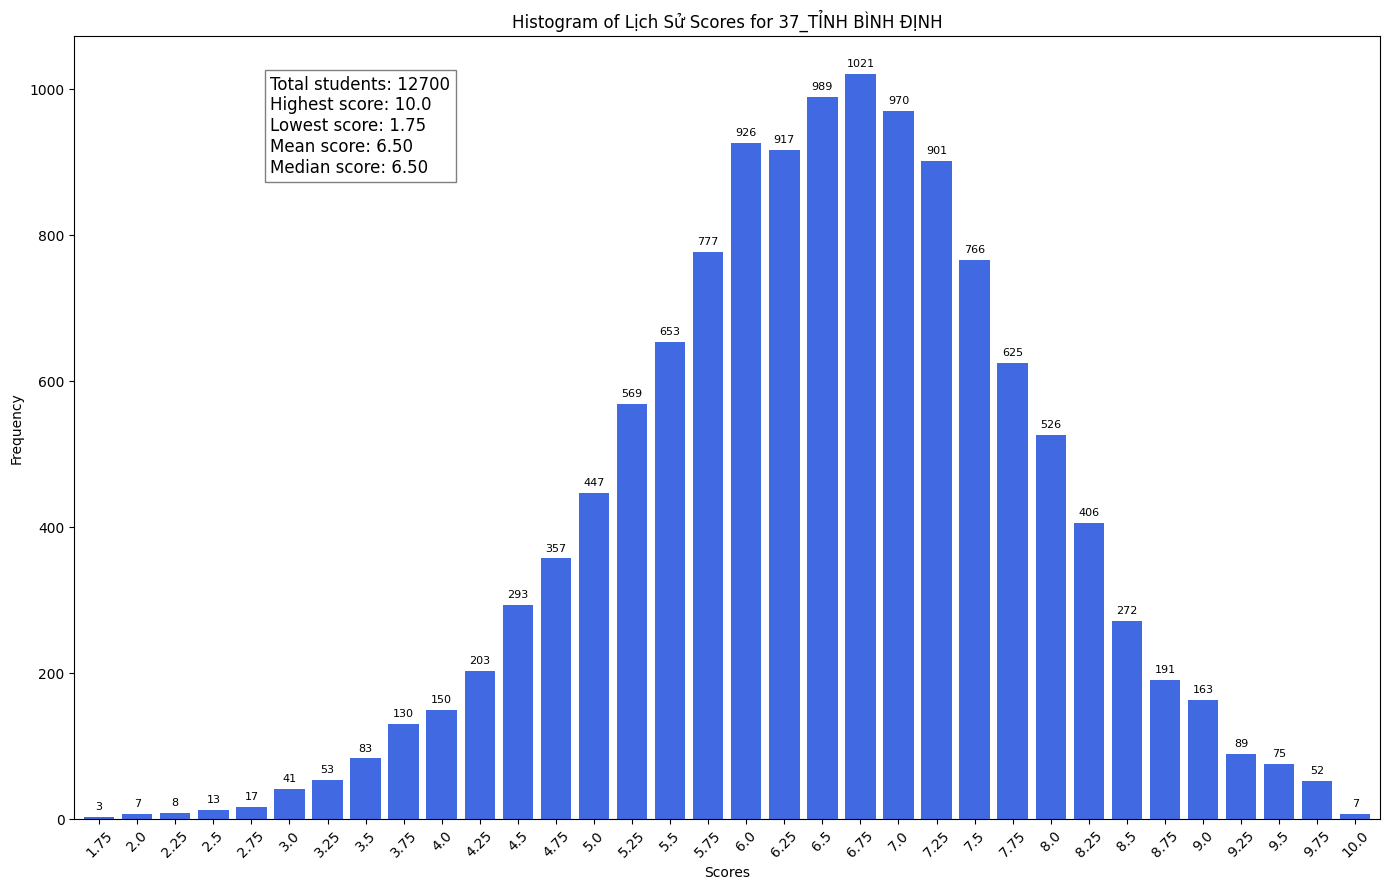 Histogram of Lịch Sử Scores for 37_TỈNH BÌNH ĐỊNH
Total students: 12700
Highest score: 10.0
Lowest score: 1.75
Mean score: 6.50
Median score: 6.50
Frequency
1000
800
600
400
200
0
3 7 8 13 17 41 53 83 130 150 203 293 357 447 569 653 777 926 917 989 1021 970 901 766 625 526 406 272 191 163 89 75 52 7
1.75 2.0 2.25 2.5 2.75 3.0 3.25 3.5 3.75 4.0 4.25 4.5 4.75 5.0 5.25 5.5 5.75 6.0 6.25 6.5 6.75 7.0 7.25 7.5 7.75 8.0 8.25 8.5 8.75 9.0 9.25 9.5 9.75 10.0
Scores